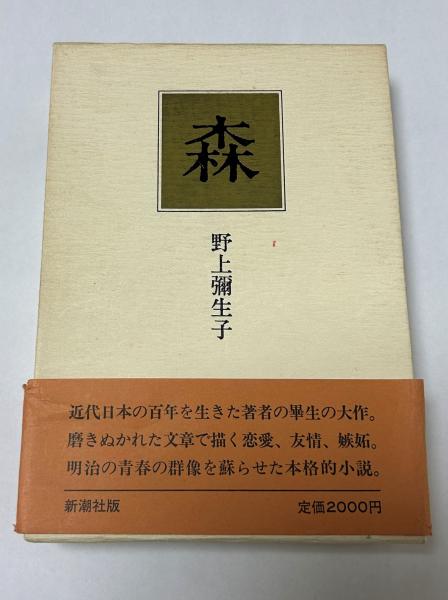 森
野上彌生子
近代日本の百年を生きた著者の畢生の大作。
磨きぬかれた文章で描く恋愛、友情、嫉妬。
明治の青春の群像を蘇らせた本格的小説。
新潮社版
定価2000円